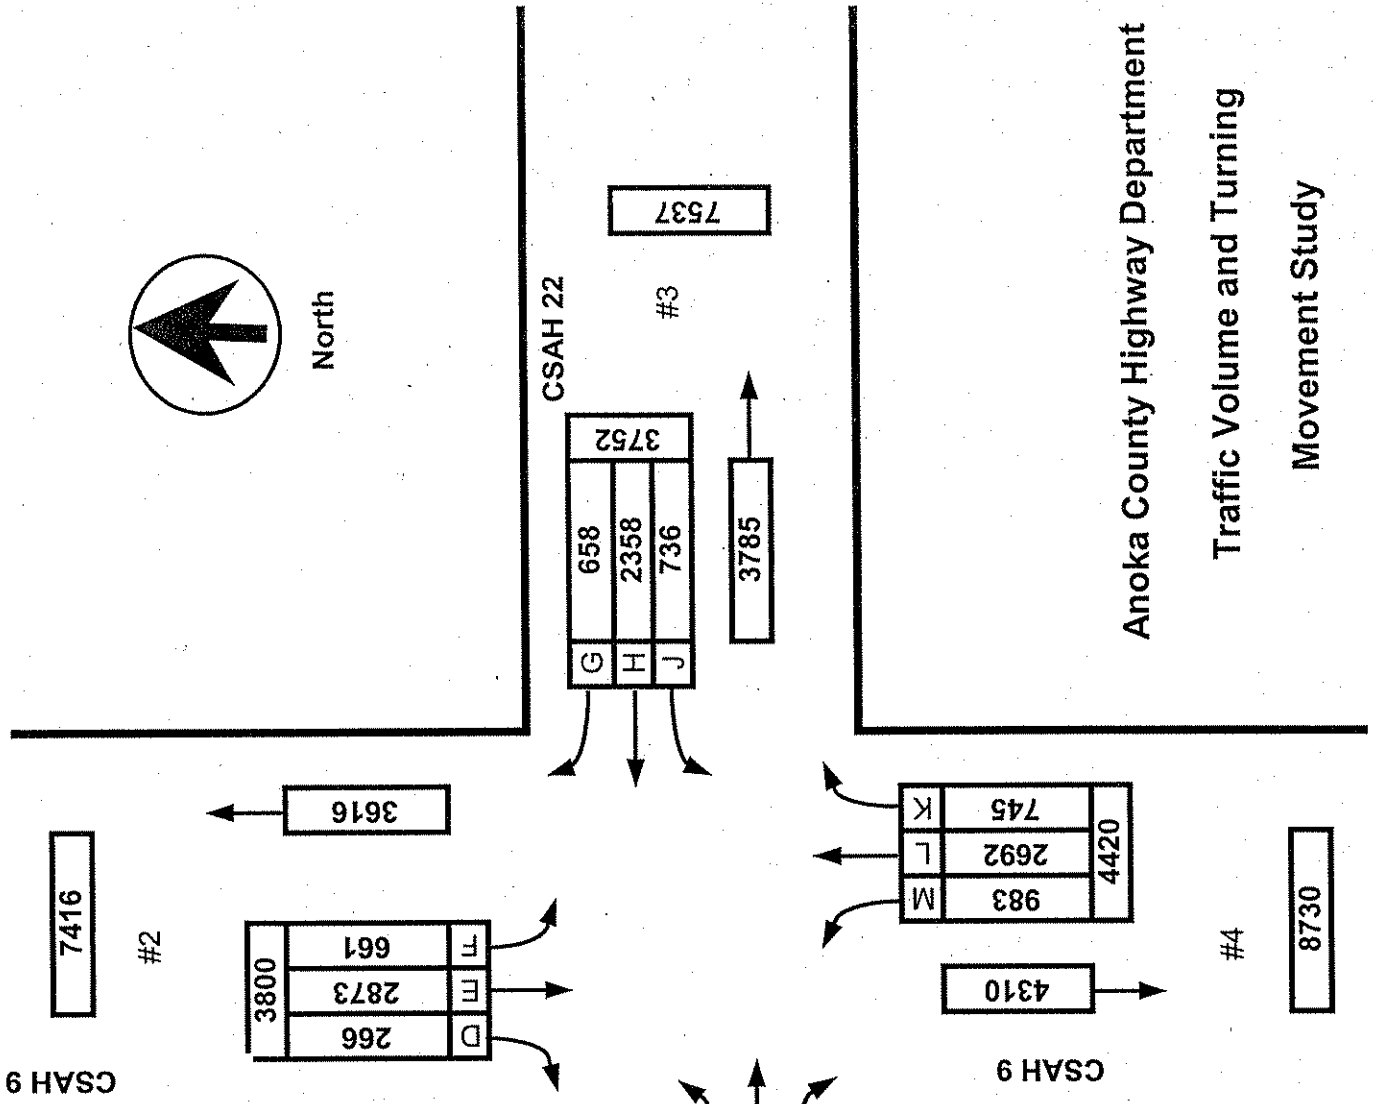 North
CSAH 22
#3
7537
3752
G 658
H 2358
J 736
3785
7416
#2
3616
CSAH 9
3800
D 266
E 2873
F 661
K 745
L 2692
M 983
4420
4310
#4
8730
CSAH 9
Anoka County Highway Department
Traffic Volume and Turning
Movement Study